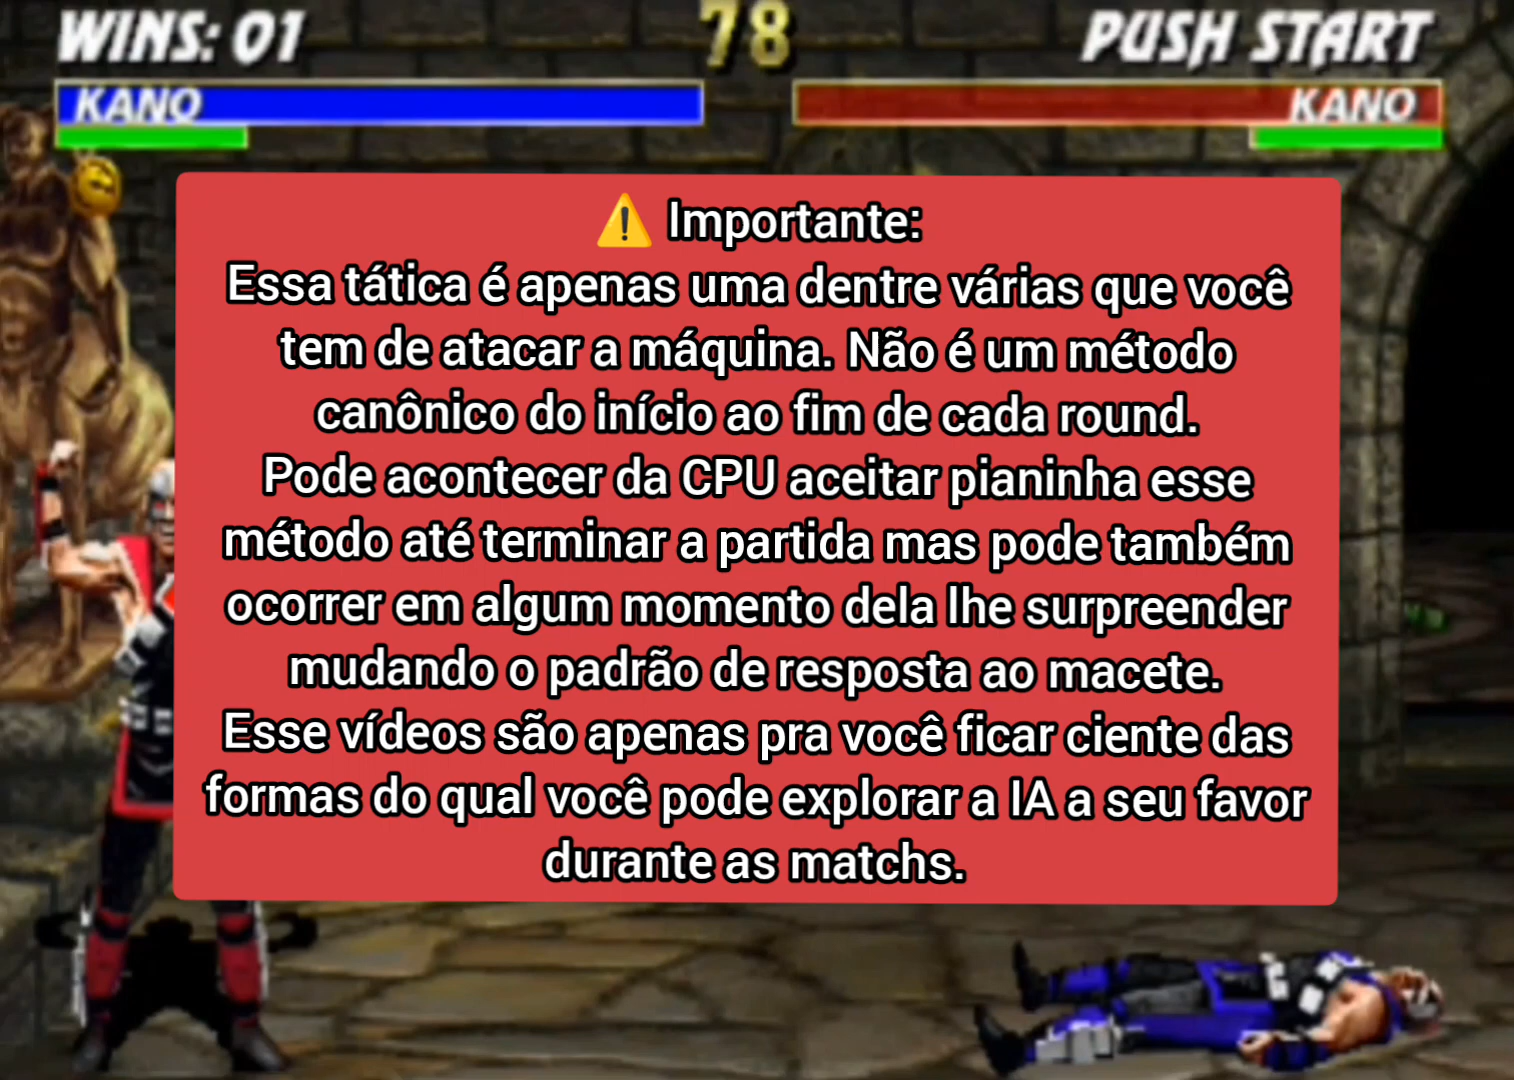 WINS: 01
78
PUSH START
KANO
KANO
⚠️ Importante:
Essa tática é apenas uma dentre várias que você
tem de atacar a máquina. Não é um método
canônico do início ao fim de cada round.
Pode acontecer da CPU aceitar pianinha esse
método até terminar a partida mas pode também
ocorrer em algum momento dela lhe surpreender
mudando o padrão de resposta ao macete.
Esse vídeos são apenas pra você ficar ciente das
formas do qual você pode explorar a IA a seu favor
durante as matchs.